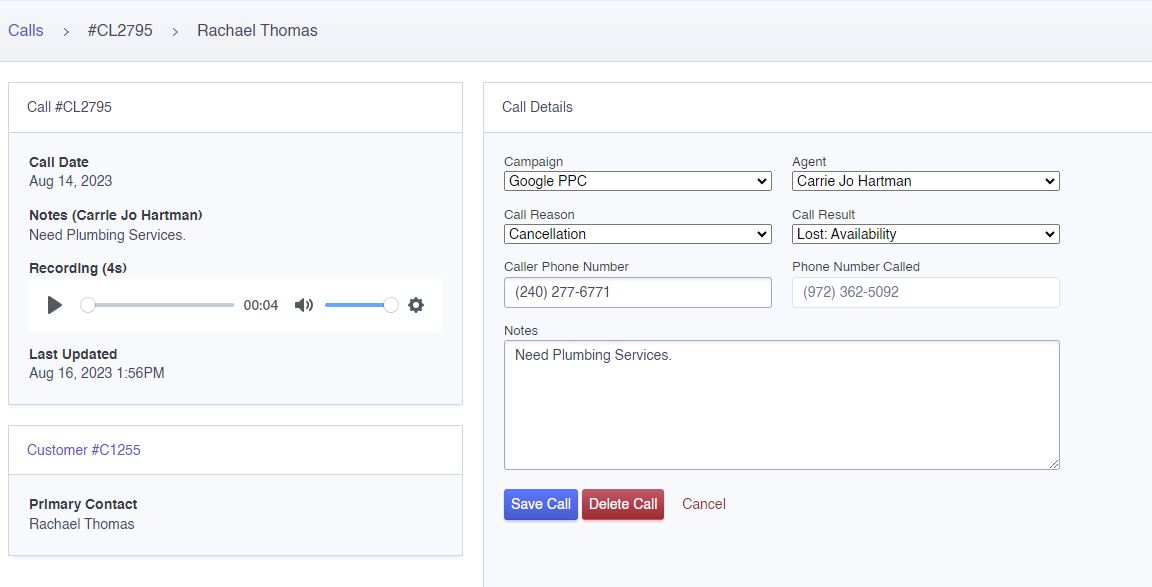 Calls > #CL2795 > Rachael Thomas
Call #CL2795
Call Date
Aug 14, 2023
Notes (Carrie Jo Hartman)
Need Plumbing Services.
Recording (4s)
00:04
Last Updated
Aug 16, 2023 1:56PM
Customer #C1255
Primary Contact
Rachael Thomas
Call Details
Campaign Agent
Google PPC Carrie Jo Hartman
Call Reason Call Result
Cancellation Lost: Availability
Caller Phone Number Phone Number Called
(240) 277-6771 (972) 362-5092
Notes
Need Plumbing Services.
Save Call Delete Call Cancel